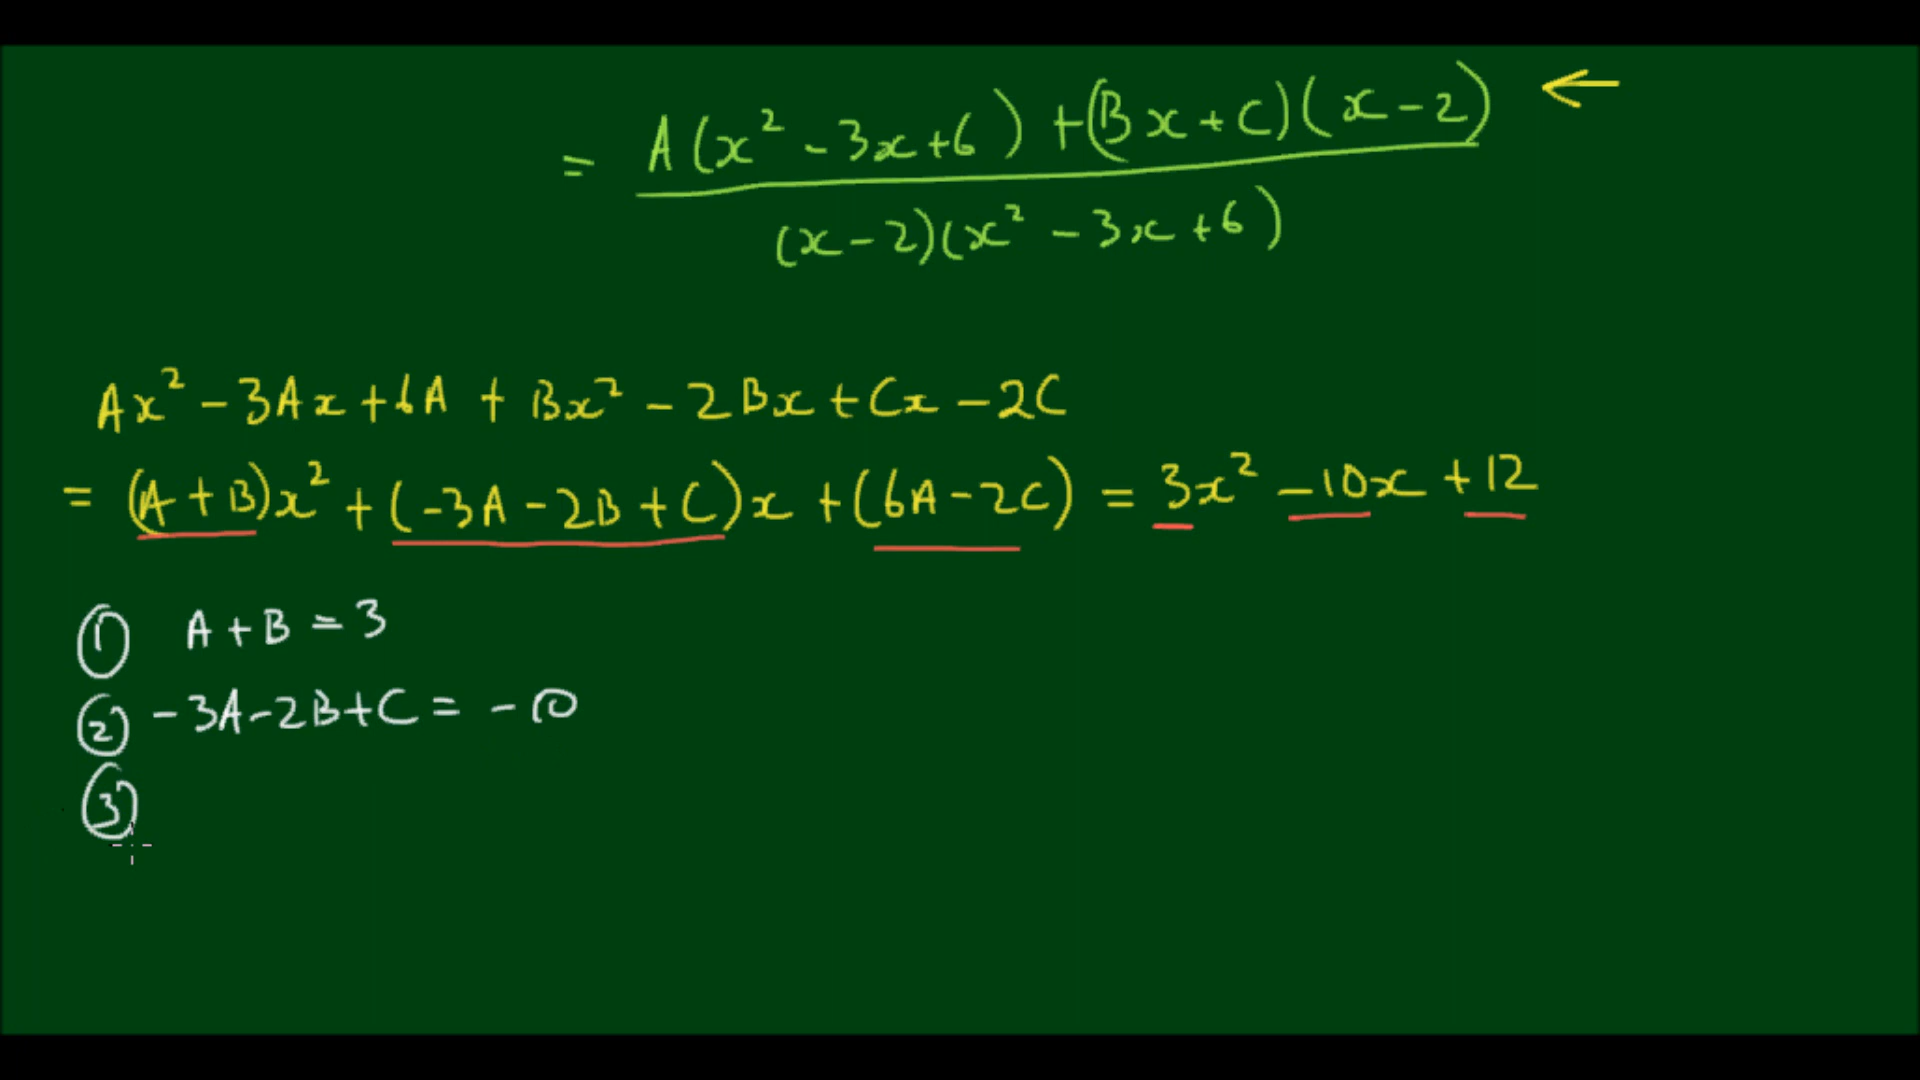 = A(x² - 3x + 6) + (Bx + C)(x - 2)
(x - 2)(x² - 3x + 6)
Ax² - 3Ax + 6A + Bx² - 2Bx + Cx - 2C
= (A + B)x² + (-3A - 2B + C)x + (6A - 2C) = 3x² - 10x + 12
① A + B = 3
② -3A - 2B + C = -10
③